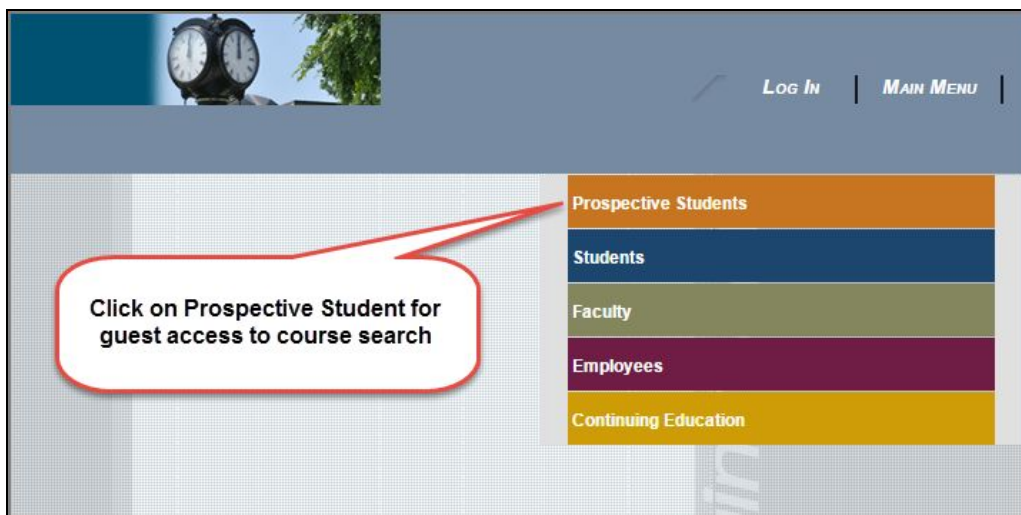 Log In
Main Menu
Prospective Students
Students
Click on Prospective Student for
guest access to course search
Faculty
Employees
Continuing Education